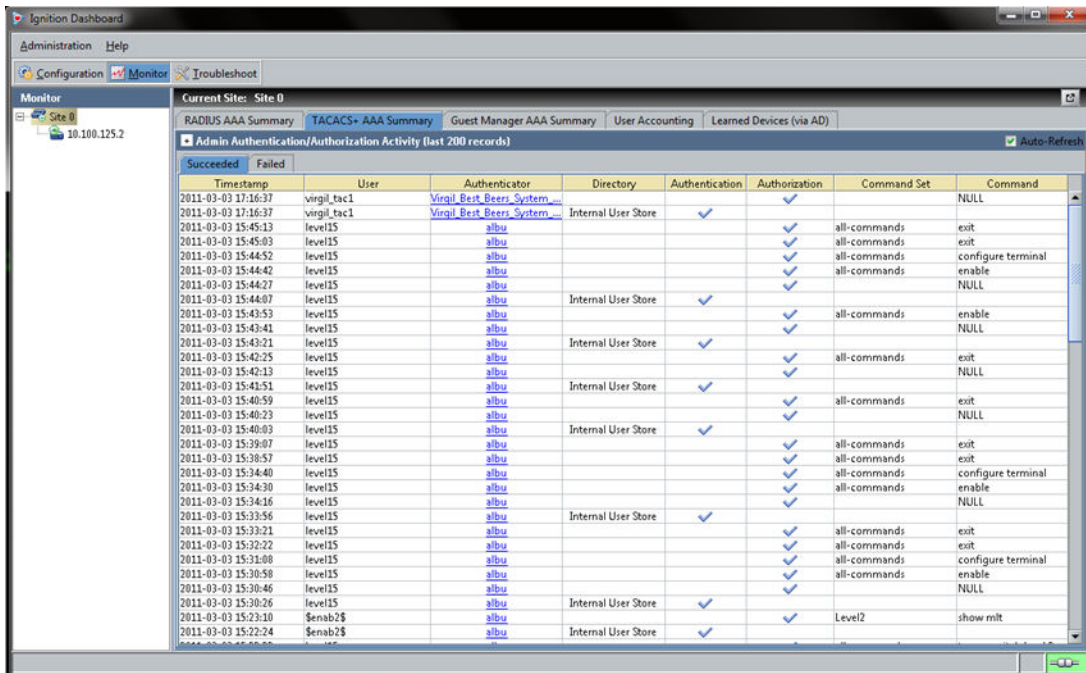 Ignition Dashboard
Administration Help
Configuration Monitor Troubleshoot
Monitor
Site 0
10.100.125.2
Current Site: Site 0
RADIUS AAA Summary TACACS+ AAA Summary Guest Manager AAA Summary User Accounting Learned Devices (via AD)
Admin Authentication/Authorization Activity (last 200 records) Auto-Refresh
Succeeded Failed
Timestamp User Authenticator Directory Authentication Authorization Command Set Command
2011-03-03 17:16:37 virgil_tac1 Virgil_Best_Beers_System_... NULL
2011-03-03 17:16:37 virgil_tac1 Virgil_Best_Beers_System_... Internal User Store
2011-03-03 15:45:13 level15 albu all-commands exit
2011-03-03 15:45:03 level15 albu all-commands exit
2011-03-03 15:44:52 level15 albu all-commands configure terminal
2011-03-03 15:44:42 level15 albu all-commands enable
2011-03-03 15:44:27 level15 albu NULL
2011-03-03 15:44:07 level15 albu Internal User Store
2011-03-03 15:43:53 level15 albu all-commands enable
2011-03-03 15:43:41 level15 albu NULL
2011-03-03 15:43:21 level15 albu Internal User Store
2011-03-03 15:42:25 level15 albu all-commands exit
2011-03-03 15:42:13 level15 albu NULL
2011-03-03 15:41:51 level15 albu Internal User Store
2011-03-03 15:40:59 level15 albu all-commands exit
2011-03-03 15:40:23 level15 albu NULL
2011-03-03 15:40:03 level15 albu Internal User Store
2011-03-03 15:39:07 level15 albu all-commands exit
2011-03-03 15:38:57 level15 albu all-commands exit
2011-03-03 15:34:40 level15 albu all-commands configure terminal
2011-03-03 15:34:30 level15 albu all-commands enable
2011-03-03 15:34:16 level15 albu NULL
2011-03-03 15:33:56 level15 albu Internal User Store
2011-03-03 15:33:21 level15 albu all-commands exit
2011-03-03 15:32:22 level15 albu all-commands exit
2011-03-03 15:31:08 level15 albu all-commands configure terminal
2011-03-03 15:30:58 level15 albu all-commands enable
2011-03-03 15:30:46 level15 albu NULL
2011-03-03 15:30:26 level15 albu Internal User Store
2011-03-03 15:23:10 $enab2$ albu Level2 show mlt
2011-03-03 15:22:24 $enab2$ albu Internal User Store